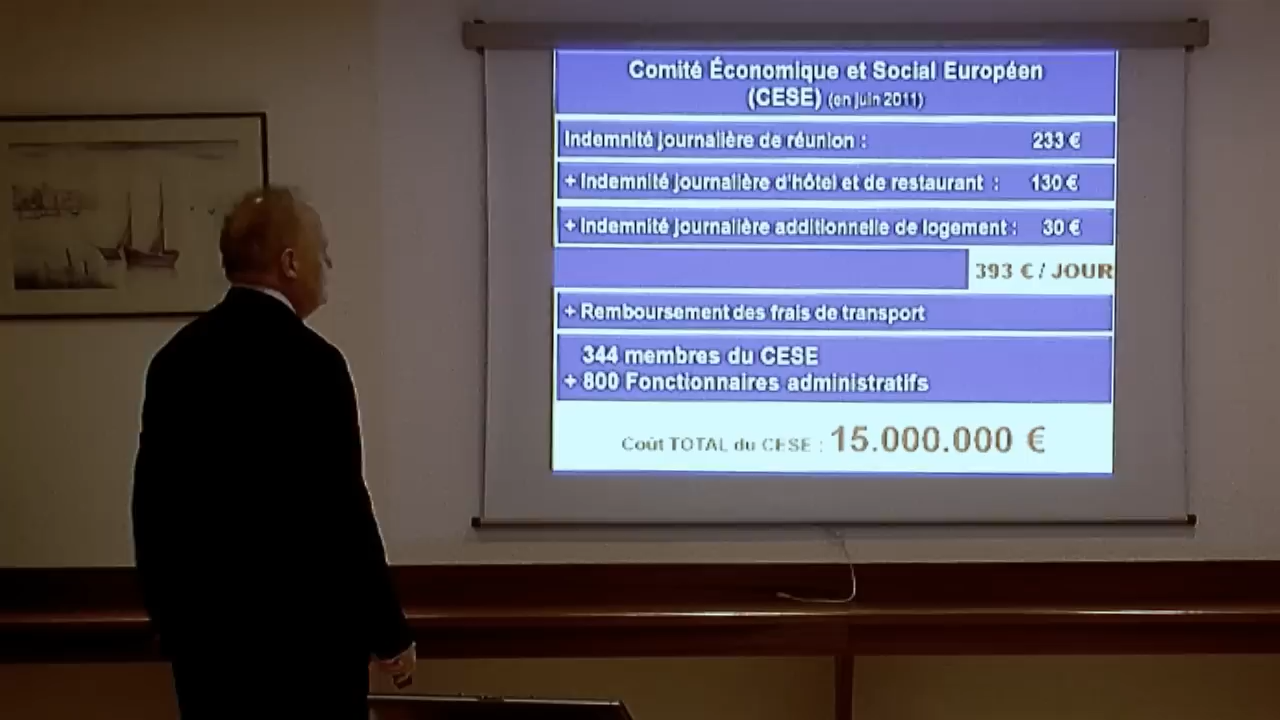 Comité Économique et Social Européen
(CESE) (en juin 2011)
Indemnité journalière de réunion : 233 €
+ Indemnité journalière d'hôtel et de restaurant : 130 €
+ Indemnité journalière additionnelle de logement : 30 €
393 € / JOUR
+ Remboursement des frais de transport
344 membres du CESE
+ 800 Fonctionnaires administratifs
Coût TOTAL du CESE : 15.000.000 €